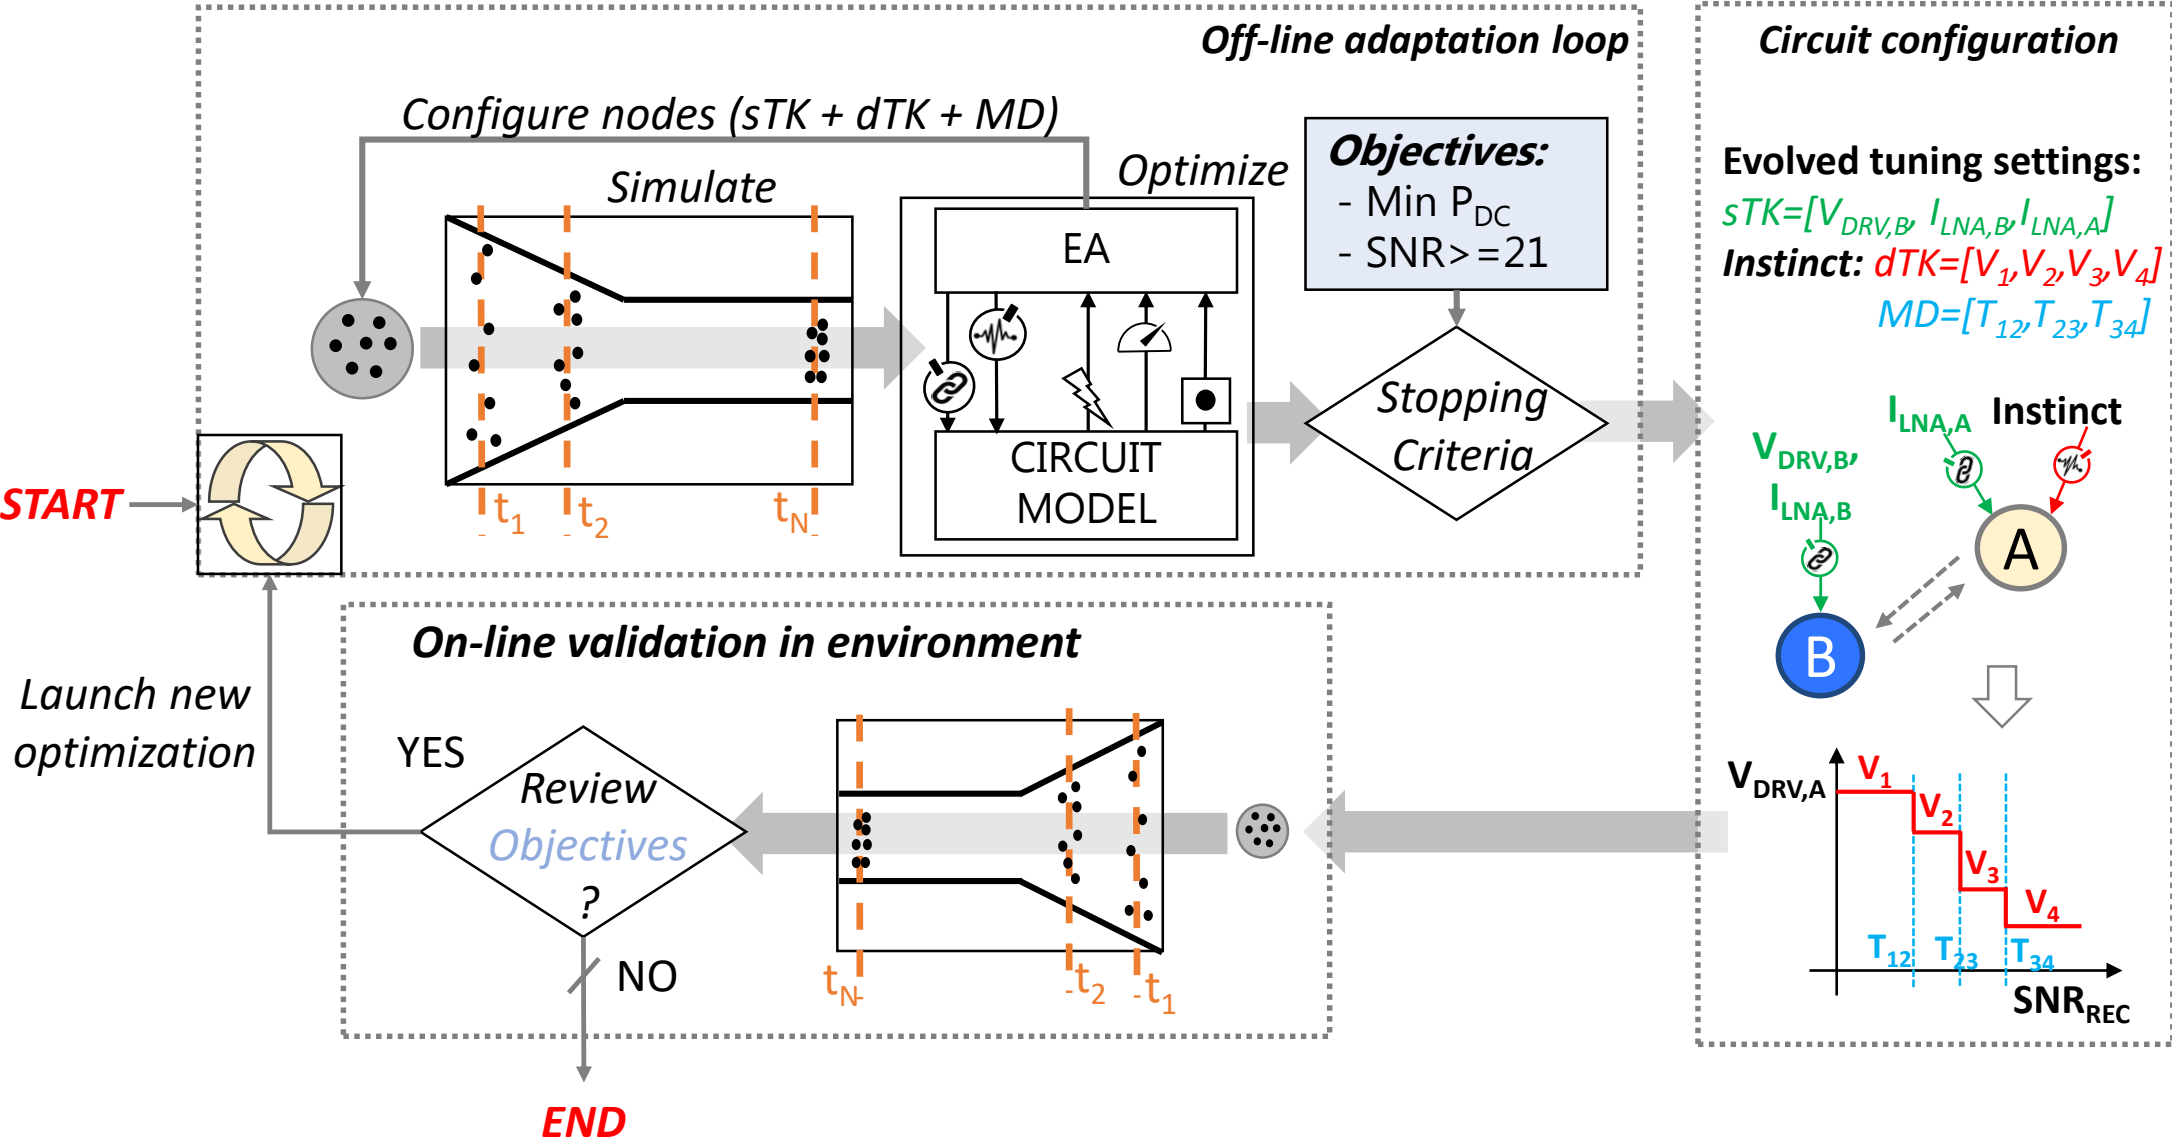 Off-line adaptation loop
Configure nodes (sTK + dTK + MD)
Simulate
Optimize
EA
CIRCUIT
MODEL
t1
t2
tN
START
Objectives:
- Min PDC
- SNR>=21
Stopping
Criteria
Circuit configuration
Evolved tuning settings:
sTK=[VDRV,B, ILNA,B,ILNA,A]
Instinct: dTK=[V1,V2,V3,V4]
MD=[T12,T23,T34]
ILNA,A
Instinct
VDRV,B,
ILNA,B
A
B
VDRV,A
V1
V2
V3
V4
T12
T23
T34
SNRREC
On-line validation in environment
Launch new
optimization
YES
Review
Objectives
?
NO
tN
t2
t1
END